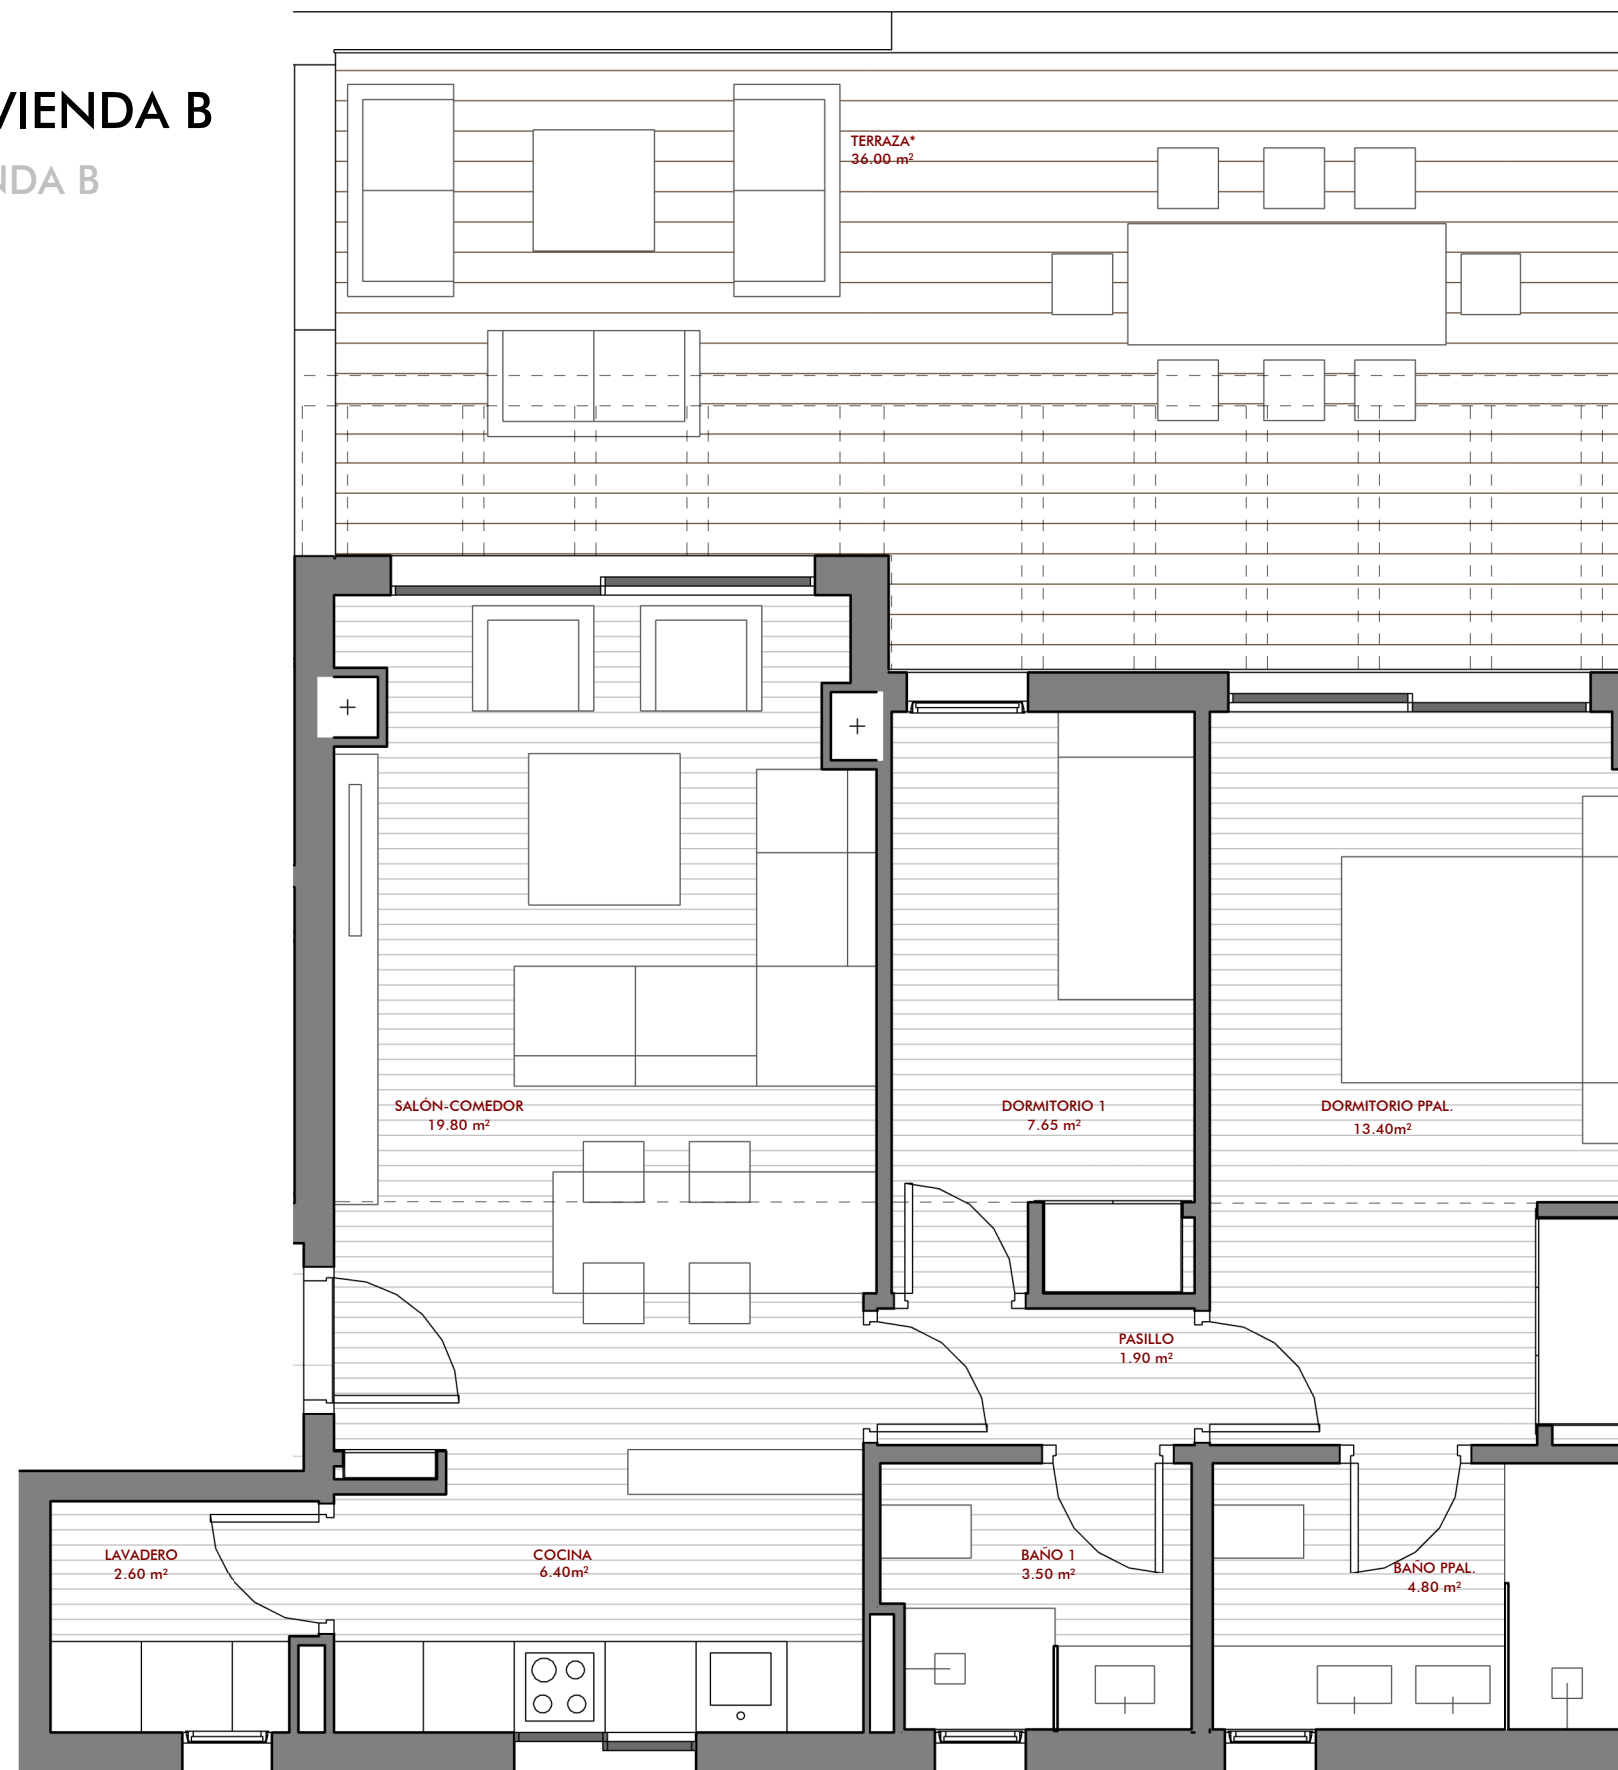 VIENDA B
NDA B
TERRAZA*
36.00 m²
SALÓN-COMEDOR
19.80 m²
DORMITORIO 1
7.65 m²
DORMITORIO PPAL.
13.40m²
PASILLO
1.90 m²
LAVADERO
2.60 m²
COCINA
6.40m²
BAÑO 1
3.50 m²
BAÑO PPAL.
4.80 m²